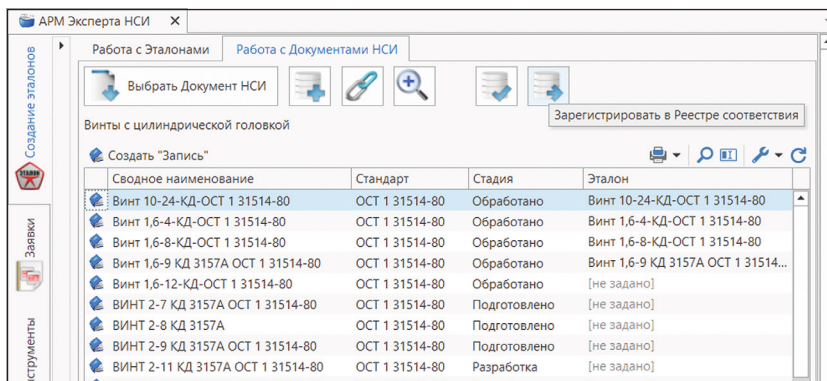 АРМ Эксперта НСИ
Создание эталонов
ЭТАЛОН
Заявки
нструменты
Работа с Эталонами Работа с Документами НСИ
Выбрать Документ НСИ
Зарегистрировать в Реестре соответствия
Винты с цилиндрической головкой
Создать "Запись"
Сводное наименование Стандарт Стадия Эталон
Винт 10-24-КД-ОСТ 1 31514-80 ОСТ 1 31514-80 Обработано Винт 10-24-КД-ОСТ 1 31514-80
Винт 1,6-4-КД-ОСТ 1 31514-80 ОСТ 1 31514-80 Обработано Винт 1,6-4-КД-ОСТ 1 31514-80
Винт 1,6-8-КД-ОСТ 1 31514-80 ОСТ 1 31514-80 Обработано Винт 1,6-8-КД-ОСТ 1 31514-80
Винт 1,6-9 КД 3157А ОСТ 1 31514-80 ОСТ 1 31514-80 Обработано Винт 1,6-9 КД 3157А ОСТ 1 31514...
Винт 1,6-12-КД-ОСТ 1 31514-80 ОСТ 1 31514-80 Обработано [не задано]
ВИНТ 2-7 КД 3157А ОСТ 1 31514-80 ОСТ 1 31514-80 Подготовлено [не задано]
ВИНТ 2-8 КД 3157А ОСТ 1 31514-80 Подготовлено [не задано]
ВИНТ 2-9 КД 3157А ОСТ 1 31514-80 ОСТ 1 31514-80 Подготовлено [не задано]
ВИНТ 2-11 КД 3157А ОСТ 1 31514-80 ОСТ 1 31514-80 Разработка [не задано]